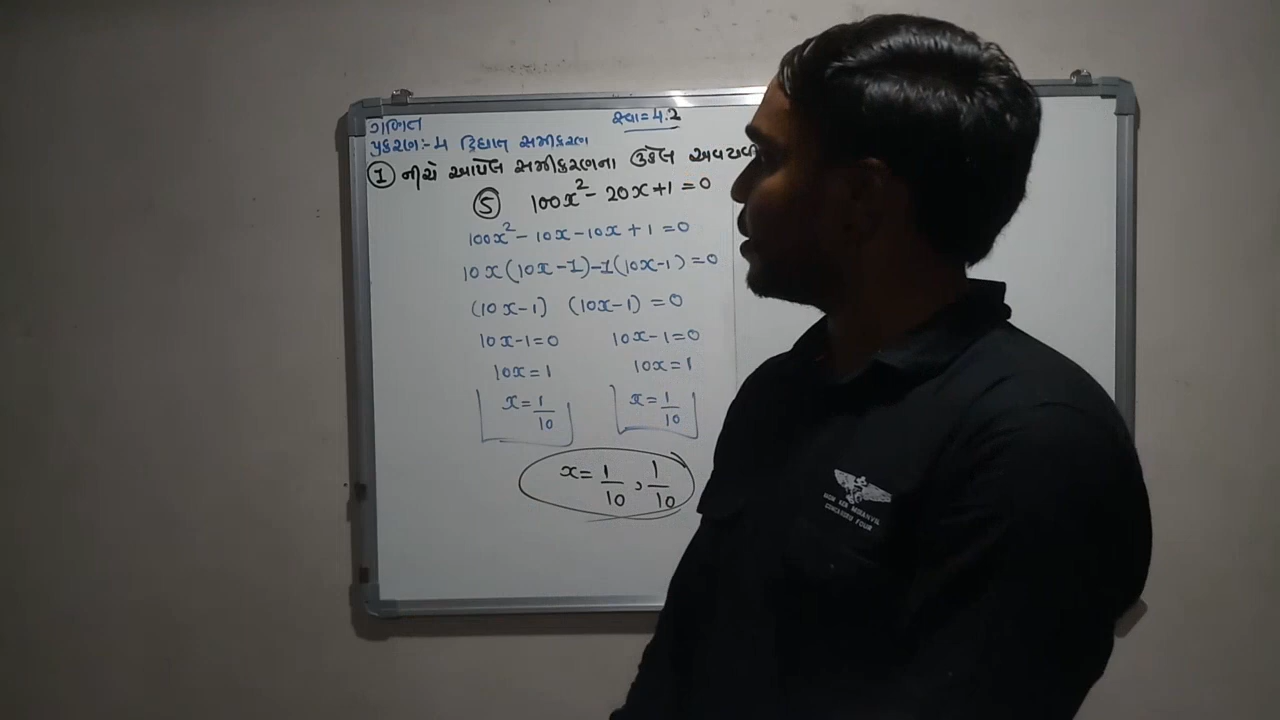 ગણિત
સ્વા = 4.2
પ્રકરણ:- 4 દ્વિઘાત સમીકરણ
① નીચે આપેલ સમીકરણના ઉકેલ
⑤ 100x² - 20x + 1 = 0
100x² - 10x - 10x + 1 = 0
10x(10x - 1) - 1(10x - 1) = 0
(10x - 1) (10x - 1) = 0
10x - 1 = 0 10x - 1 = 0
10x = 1 10x = 1
x = 1/10 x = 1/10
x = 1/10 , 1/10